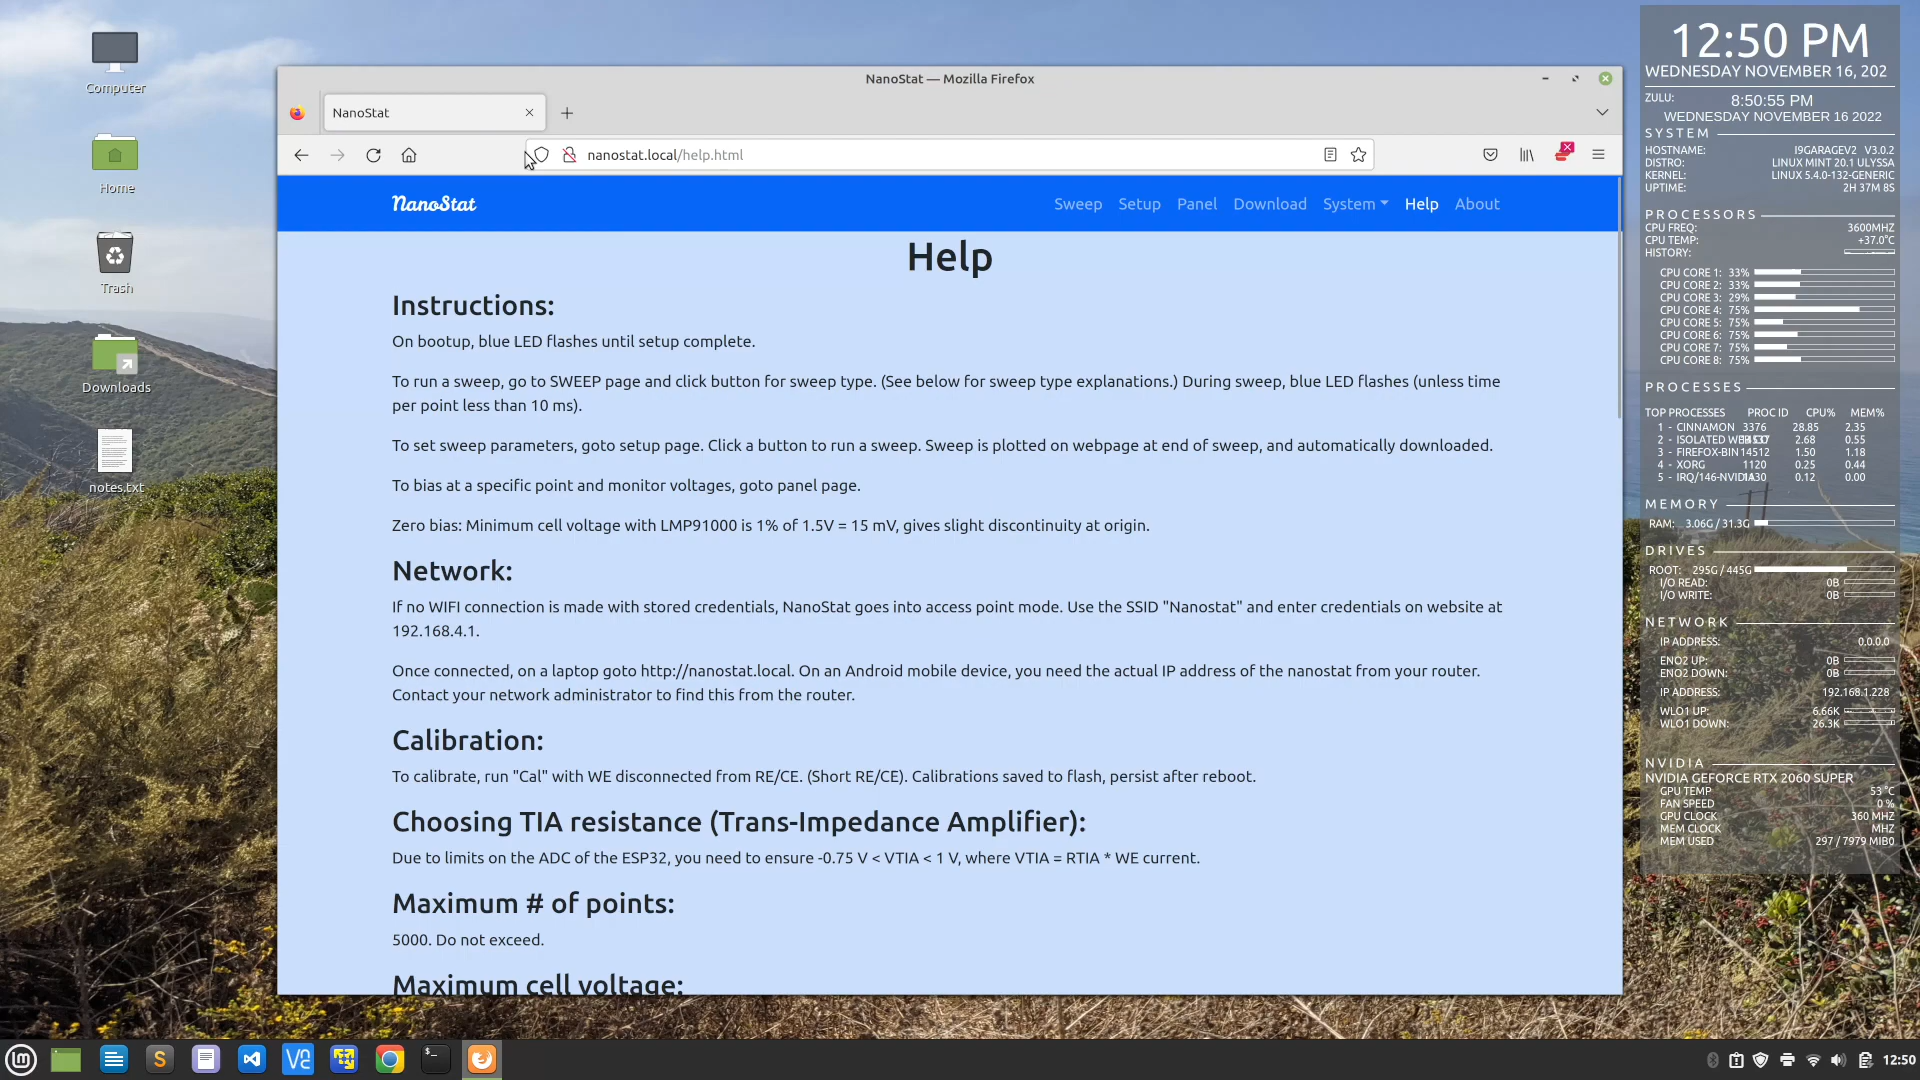 Computer
Home
Trash
Downloads
notes.txt
NanoStat — Mozilla Firefox
NanoStat
nanostat.local/help.html
NanoStat
Sweep Setup Panel Download System Help About
Help
Instructions:
On bootup, blue LED flashes until setup complete.
To run a sweep, go to SWEEP page and click button for sweep type. (See below for sweep type explanations.) During sweep, blue LED flashes (unless time
per point less than 10 ms).
To set sweep parameters, goto setup page. Click a button to run a sweep. Sweep is plotted on webpage at end of sweep, and automatically downloaded.
To bias at a specific point and monitor voltages, goto panel page.
Zero bias: Minimum cell voltage with LMP91000 is 1% of 1.5V = 15 mV, gives slight discontinuity at origin.
Network:
If no WIFI connection is made with stored credentials, NanoStat goes into access point mode. Use the SSID "Nanostat" and enter credentials on website at
192.168.4.1.
Once connected, on a laptop goto http://nanostat.local. On an Android mobile device, you need the actual IP address of the nanostat from your router.
Contact your network administrator to find this from the router.
Calibration:
To calibrate, run "Cal" with WE disconnected from RE/CE. (Short RE/CE). Calibrations saved to flash, persist after reboot.
Choosing TIA resistance (Trans-Impedance Amplifier):
Due to limits on the ADC of the ESP32, you need to ensure -0.75 V < VTIA < 1 V, where VTIA = RTIA * WE current.
Maximum # of points:
5000. Do not exceed.
Maximum cell voltage:
12:50 PM
WEDNESDAY NOVEMBER 16, 202
ZULU: 8:50:55 PM
WEDNESDAY NOVEMBER 16 2022
SYSTEM
HOSTNAME: I9GARAGEV2 V3.0.2
DISTRO: LINUX MINT 20.1 ULYSSA
KERNEL: LINUX 5.4.0-132-GENERIC
UPTIME: 2H 37M 8S
PROCESSORS
CPU FREQ: 3600MHZ
CPU TEMP: +37.0°C
HISTORY:
CPU CORE 1: 33%
CPU CORE 2: 33%
CPU CORE 3: 29%
CPU CORE 4: 75%
CPU CORE 5: 75%
CPU CORE 6: 75%
CPU CORE 7: 75%
CPU CORE 8: 75%
PROCESSES
TOP PROCESSES PROC ID CPU% MEM%
1 - CINNAMON 3376 28.85 2.35
2 - ISOLATED 2.68 0.55
3 - FIREFOX-BIN 14512 1.50 1.18
4 - XORG 1120 0.25 0.44
5 - IRQ/146-NVIDIA 0.12 0.00
MEMORY
RAM: 3.06G / 31.3G
DRIVES
ROOT: 295G / 445G
I/O READ: 0B
I/O WRITE: 0B
NETWORK
IP ADDRESS: 0.0.0.0
ENO2 UP: 0B
ENO2 DOWN: 0B
IP ADDRESS: 192.168.1.228
WLO1 UP: 6.66K
WLO1 DOWN: 26.3K
NVIDIA
NVIDIA GEFORCE RTX 2060 SUPER
GPU TEMP 53 °C
FAN SPEED 0 %
GPU CLOCK 360 MHZ
MEM CLOCK MHZ
MEM USED 297 / 7979 MIB0
12:50